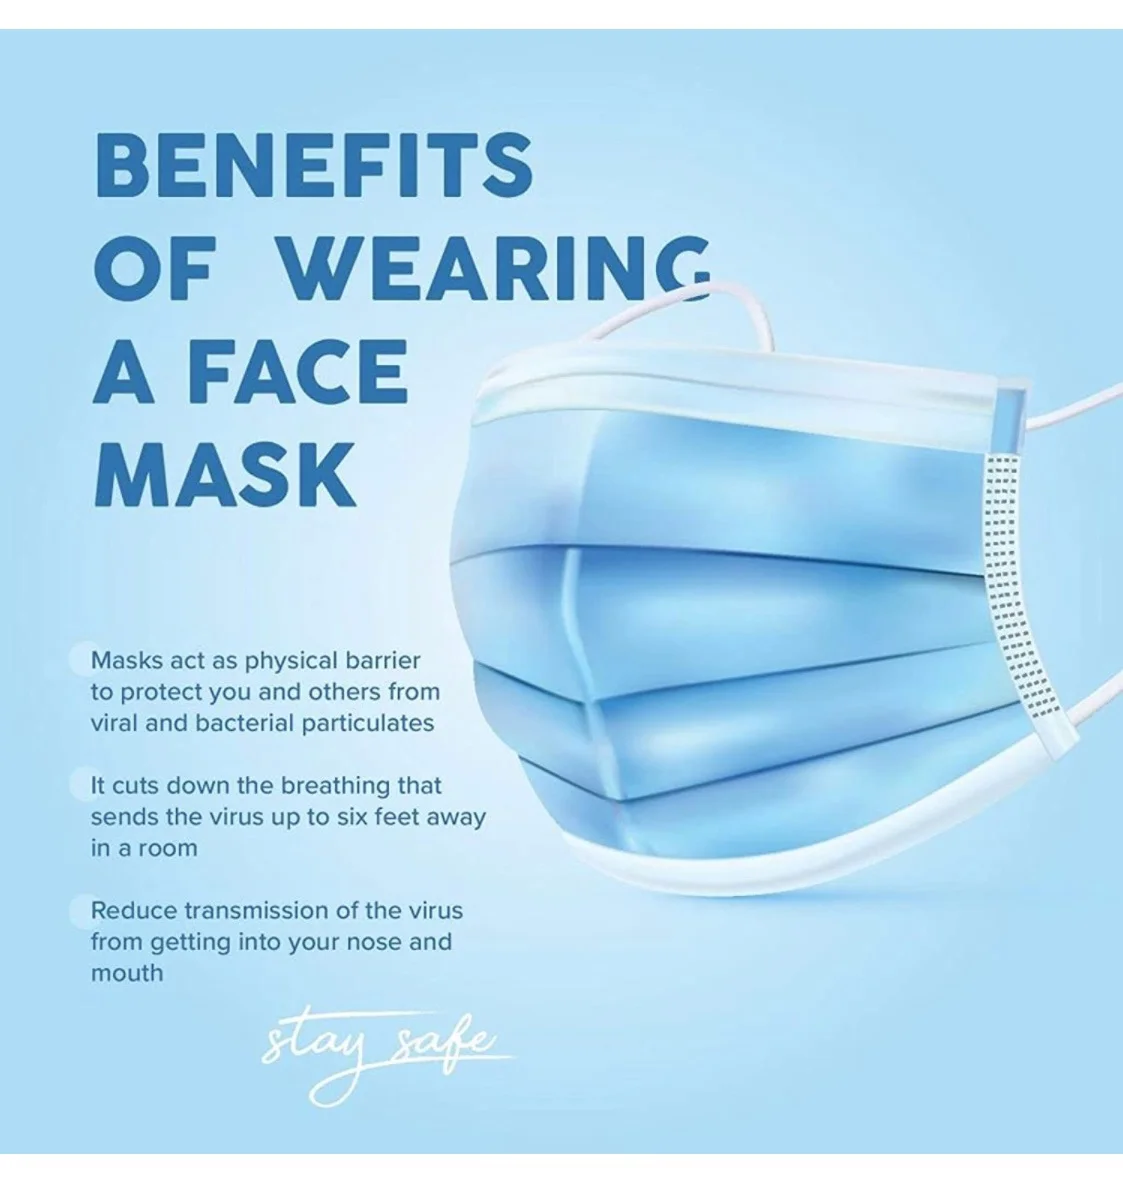 BENEFITS
OF WEARING
A FACE
MASK
Masks act as physical barrier
to protect you and others from
viral and bacterial particulates
It cuts down the breathing that
sends the virus up to six feet away
in a room
Reduce transmission of the virus
from getting into your nose and
mouth
stay safe